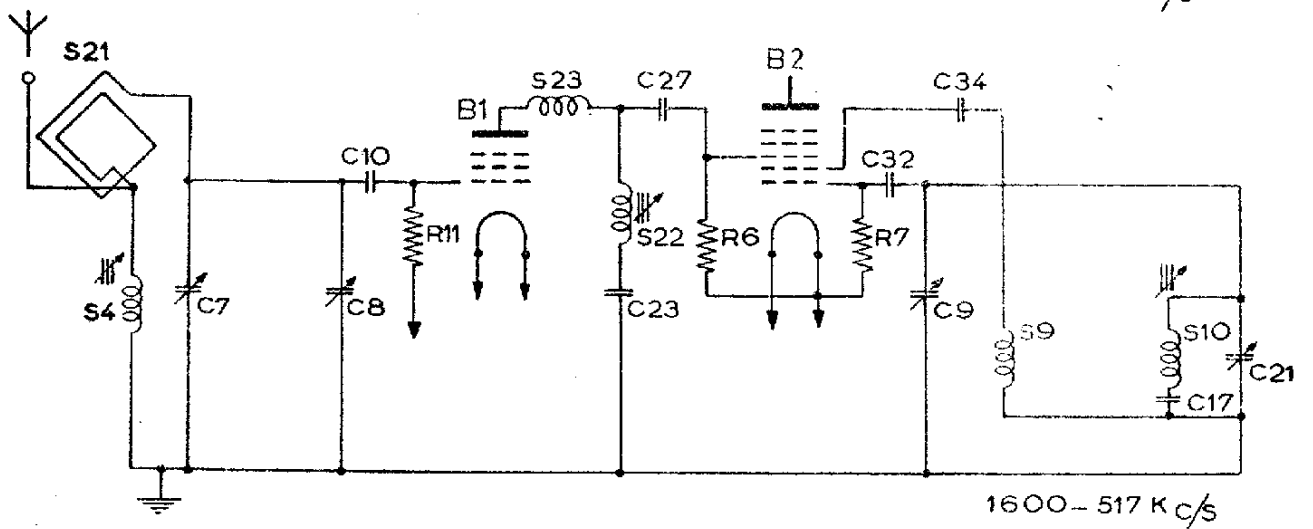 S21
S23
C27
B2
C34
B1
C10
C32
R11
S22
R6
R7
S4
C7
C8
C23
C9
S9
S10
C21
C17
1600-517 K C/S